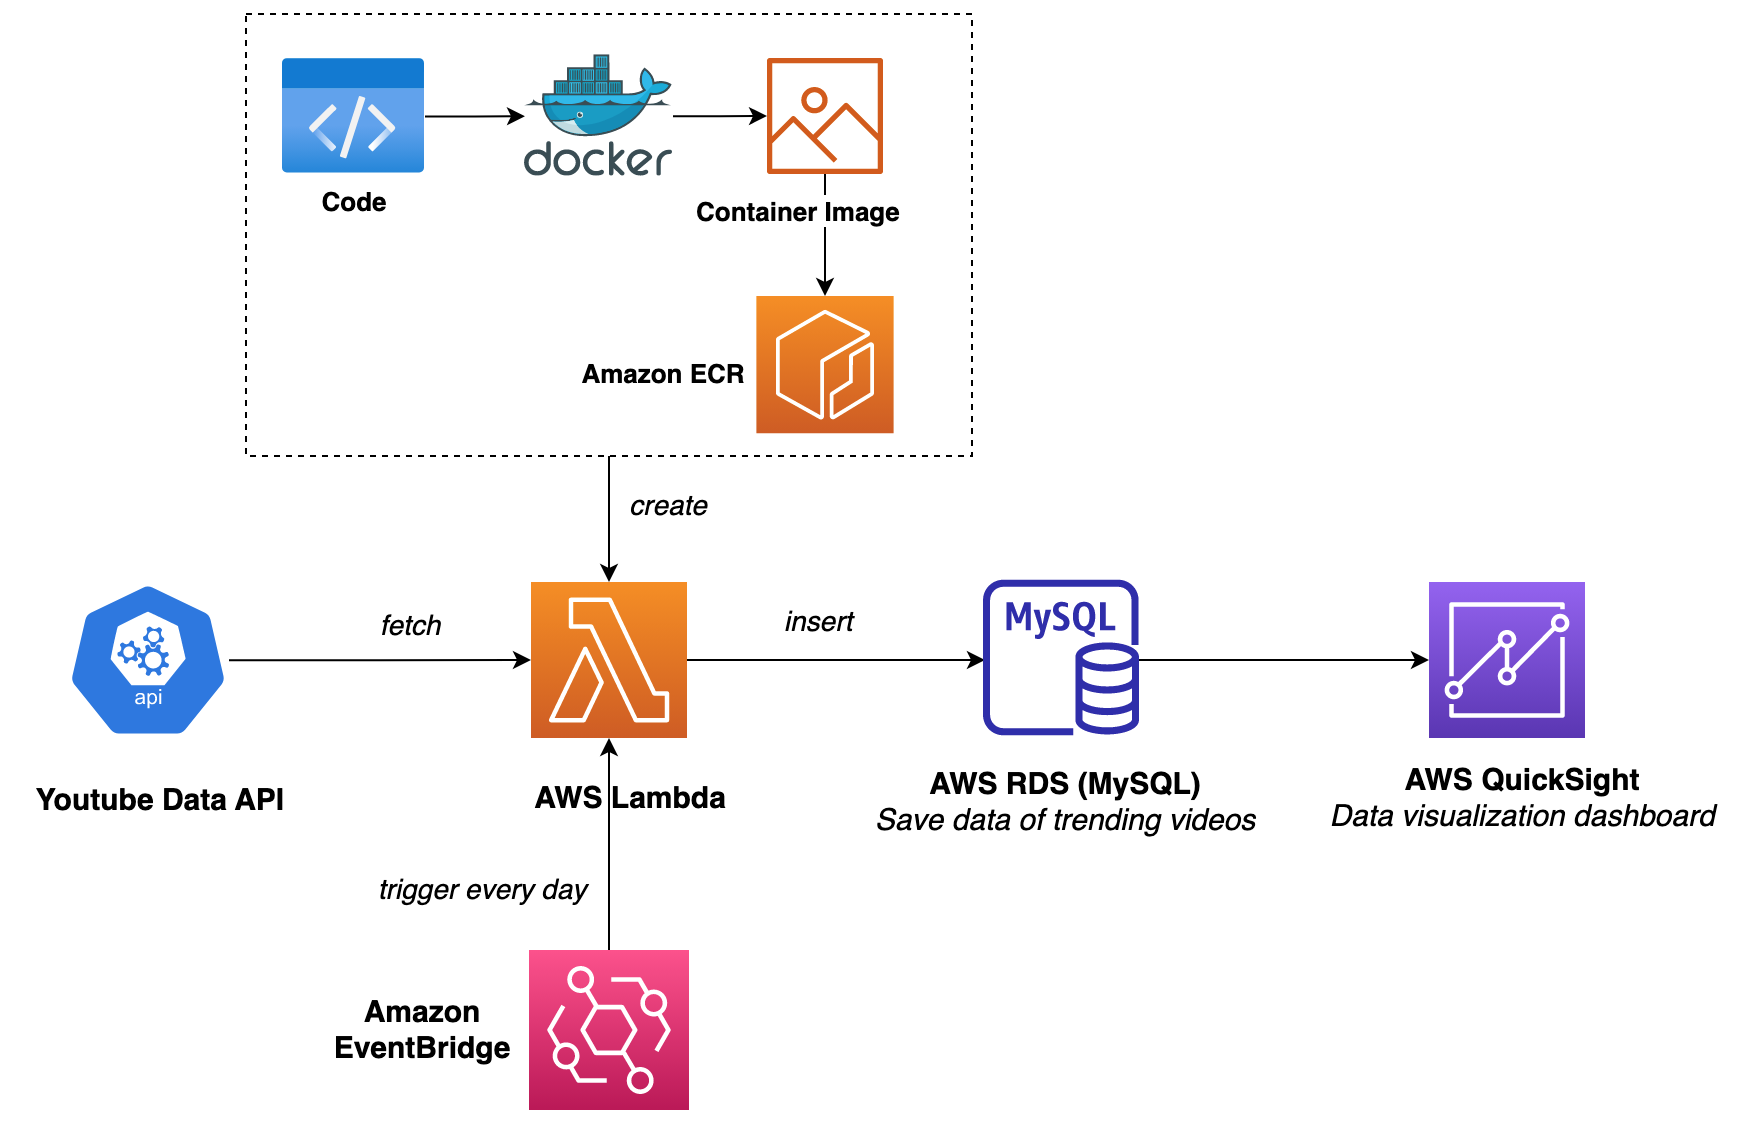 docker
Code
Container Image
Amazon ECR
create
fetch
insert
MySQL
api
Youtube Data API
AWS Lambda
AWS RDS (MySQL)
Save data of trending videos
AWS QuickSight
Data visualization dashboard
trigger every day
Amazon
EventBridge